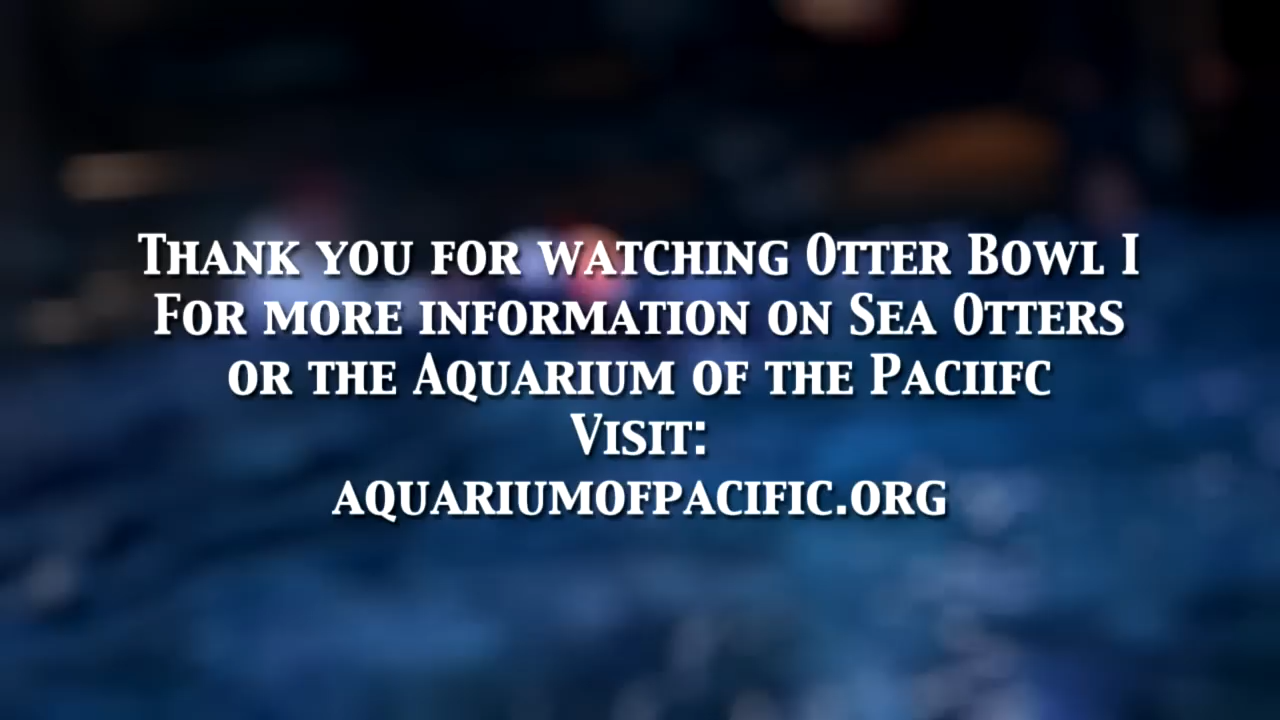 Thank you for watching Otter Bowl I
For more information on Sea Otters
or the Aquarium of the Paciifc
Visit:
aquariumofpacific.org